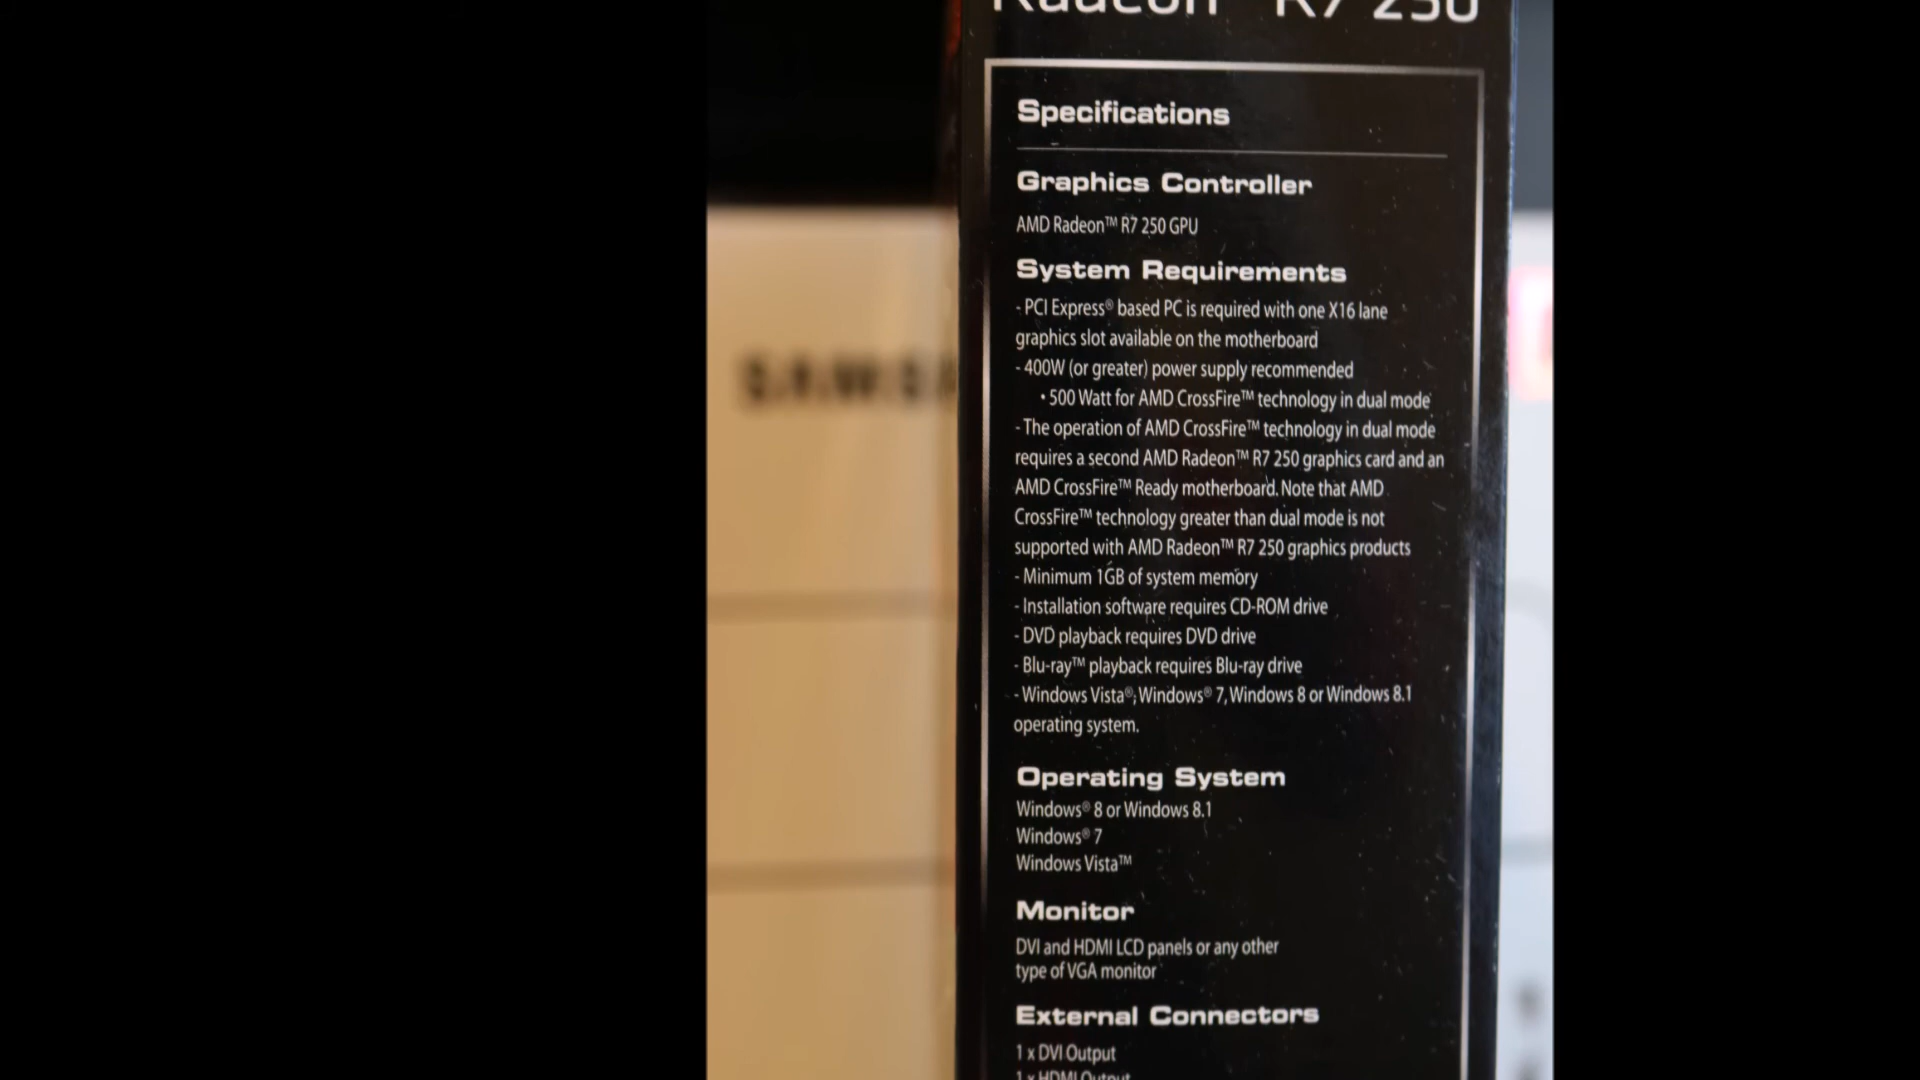 Radeon R7 250
Specifications
Graphics Controller
AMD Radeon™ R7 250 GPU
System Requirements
- PCI Express® based PC is required with one X16 lane
graphics slot available on the motherboard
- 400W (or greater) power supply recommended
• 500 Watt for AMD CrossFire™ technology in dual mode
- The operation of AMD CrossFire™ technology in dual mode
requires a second AMD Radeon™ R7 250 graphics card and an
AMD CrossFire™ Ready motherboard. Note that AMD
CrossFire™ technology greater than dual mode is not
supported with AMD Radeon™ R7 250 graphics products
- Minimum 1GB of system memory
- Installation software requires CD-ROM drive
- DVD playback requires DVD drive
- Blu-ray™ playback requires Blu-ray drive
- Windows Vista®, Windows® 7, Windows 8 or Windows 8.1
operating system.
Operating System
Windows® 8 or Windows 8.1
Windows® 7
Windows Vista™
Monitor
DVI and HDMI LCD panels or any other
type of VGA monitor
External Connectors
1 x DVI Output
1 x HDMI Output